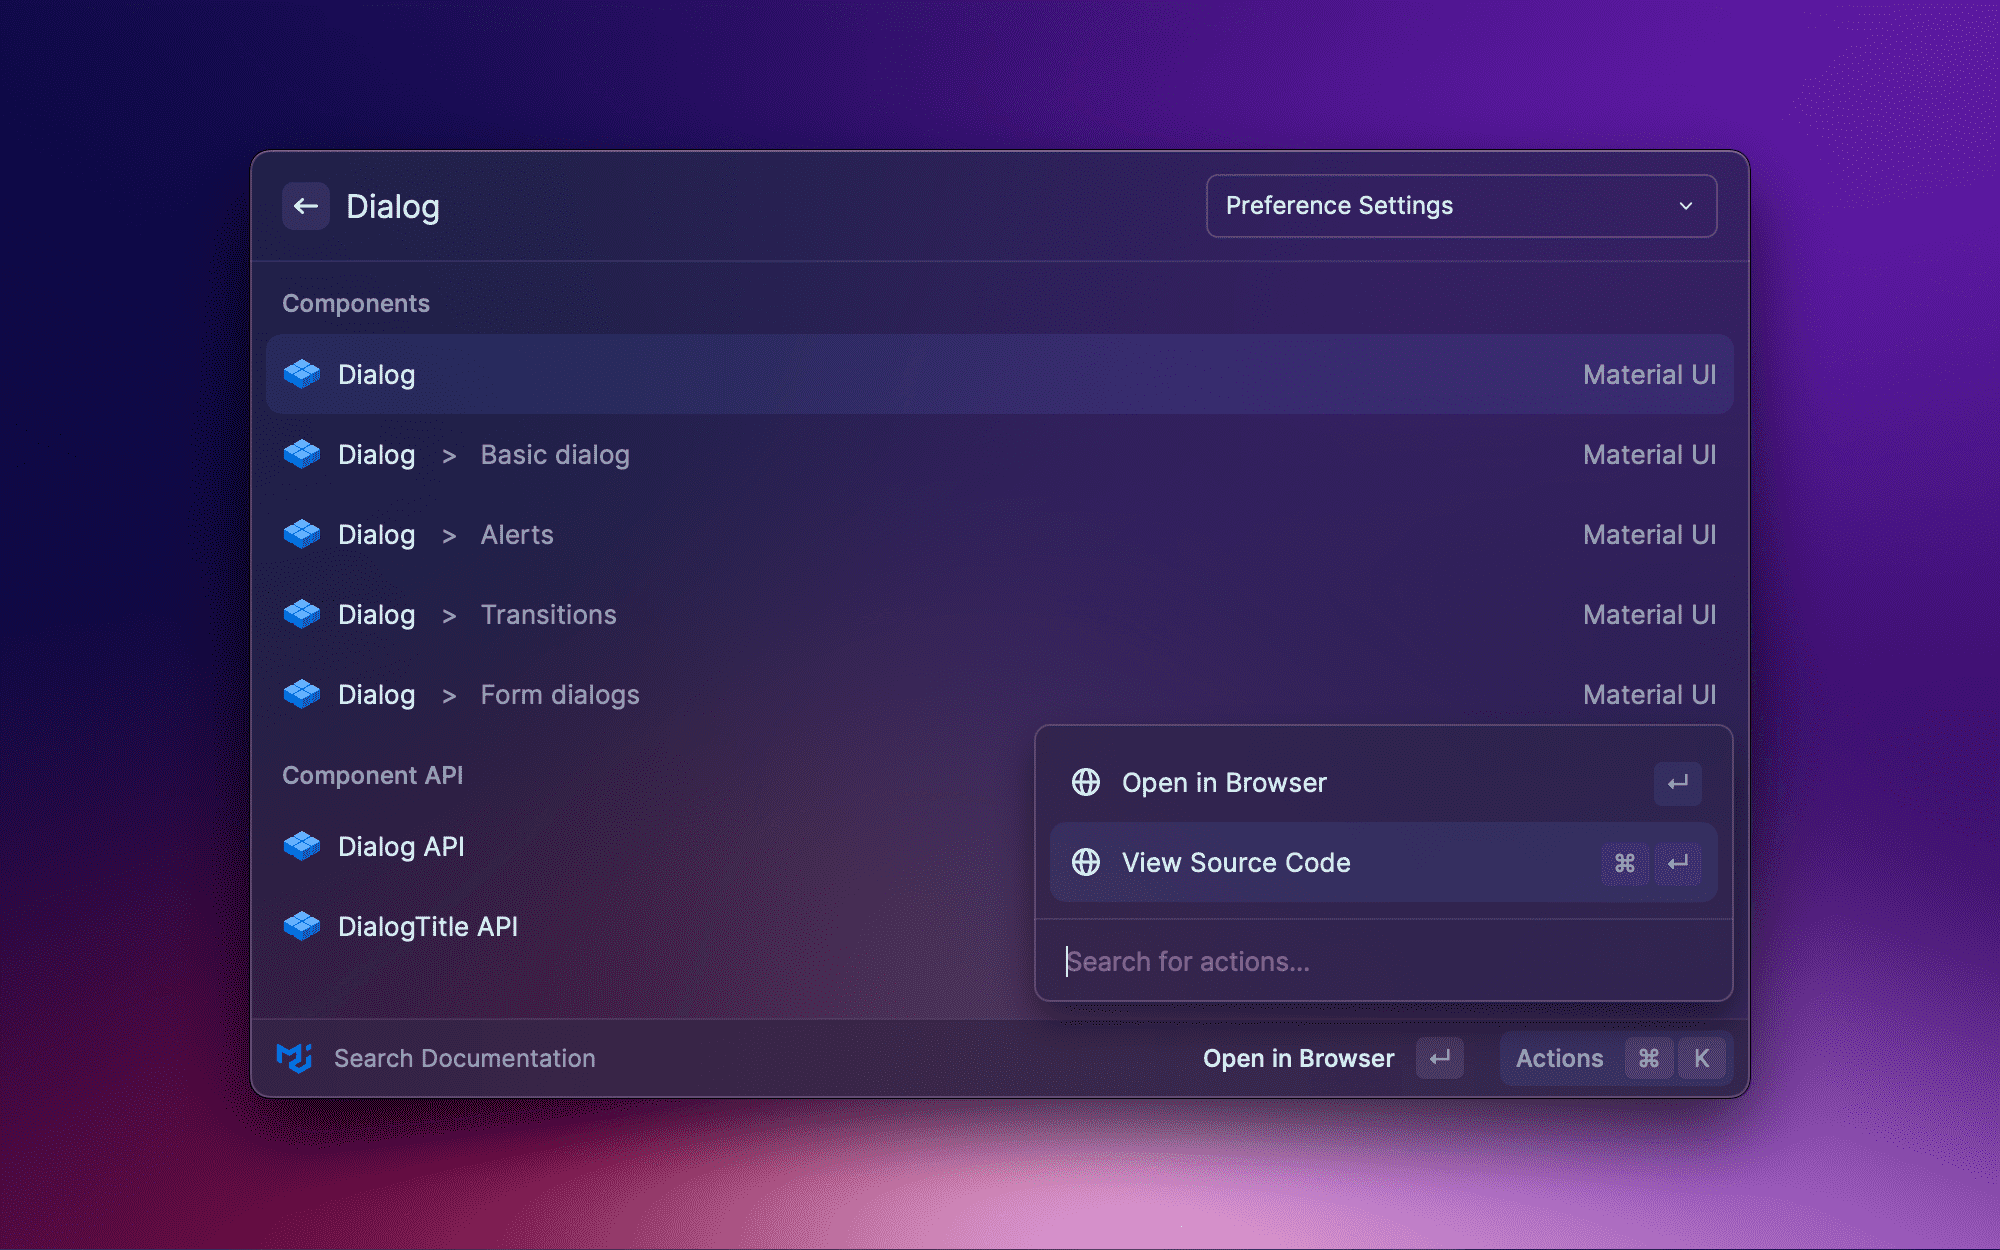 Dialog
Preference Settings
Components
Dialog Material UI
Dialog > Basic dialog Material UI
Dialog > Alerts Material UI
Dialog > Transitions Material UI
Dialog > Form dialogs Material UI
Component API
Dialog API
DialogTitle API
Open in Browser ↵
View Source Code ⌘ ↵
Search for actions...
Search Documentation
Open in Browser ↵
Actions ⌘ K